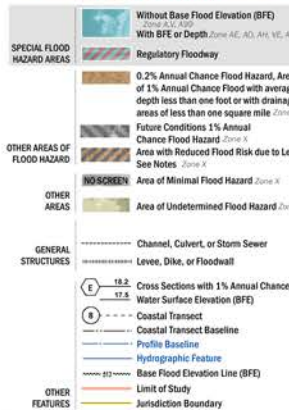 Without Base Flood Elevation (BFE)
Zone A,V, A99
With BFE or Depth Zone AE, AO, AH, VE, A
SPECIAL FLOOD
HAZARD AREAS
Regulatory Floodway
0.2% Annual Chance Flood Hazard, Are
of 1% Annual Chance Flood with averag
depth less than one foot or with drainag
areas of less than one square mile Zone
Future Conditions 1% Annual
Chance Flood Hazard Zone X
OTHER AREAS OF
FLOOD HAZARD
Area with Reduced Flood Risk due to Le
See Notes Zone X
NO SCREEN Area of Minimal Flood Hazard Zone X
OTHER
AREAS
Area of Undetermined Flood Hazard Zon
GENERAL
STRUCTURES
Channel, Culvert, or Storm Sewer
Levee, Dike, or Floodwall
E 18.2 Cross Sections with 1% Annual Chance
17.5 Water Surface Elevation (BFE)
8 Coastal Transect
Coastal Transect Baseline
Profile Baseline
Hydrographic Feature
513 Base Flood Elevation Line (BFE)
OTHER
FEATURES
Limit of Study
Jurisdiction Boundary